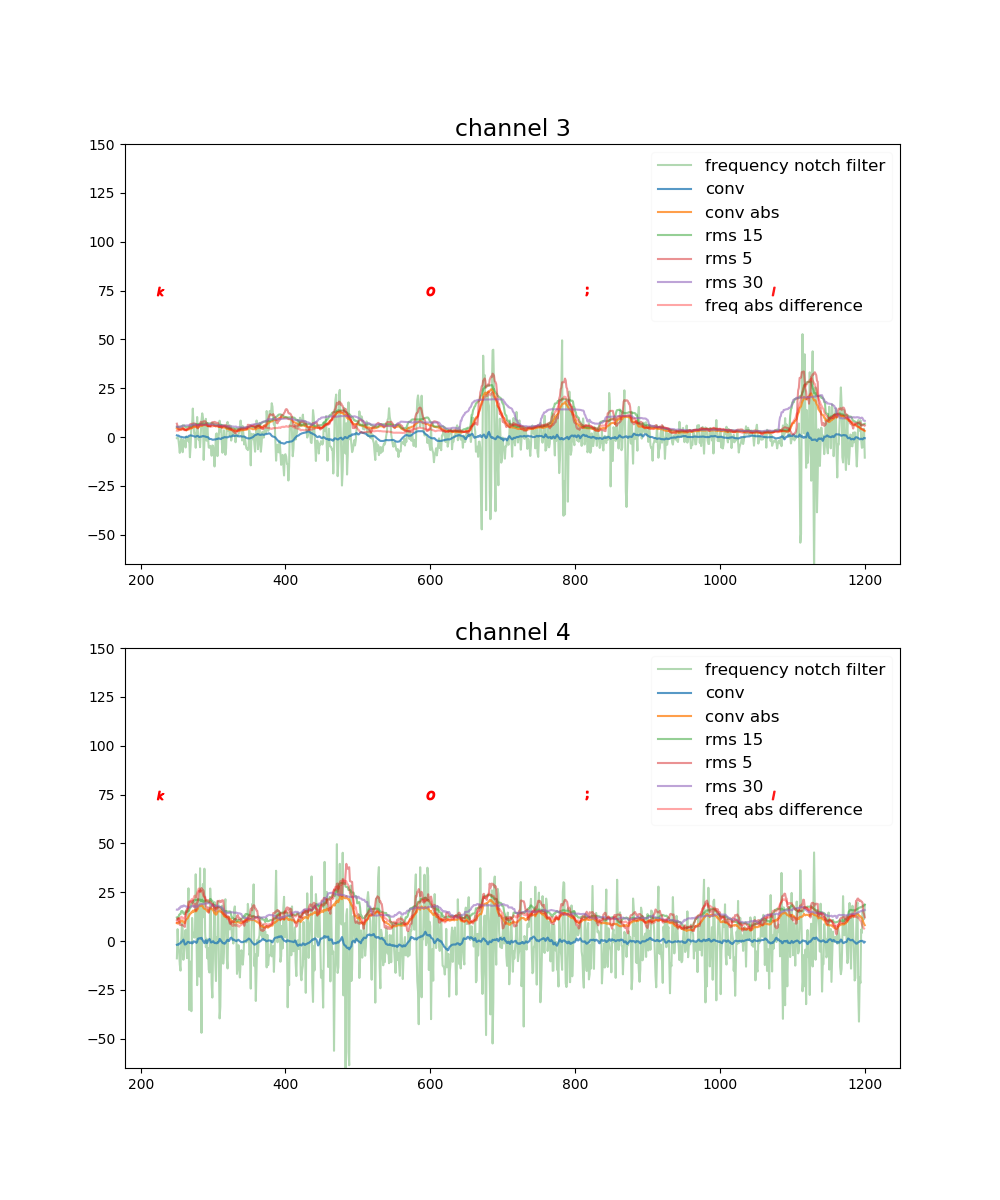 channel 3
150
125
100
75
50
25
0
−25
−50
frequency notch filter
conv
conv abs
rms 15
rms 5
rms 30
freq abs difference
k o ; l
200 400 600 800 1000 1200
channel 4
150
125
100
75
50
25
0
−25
−50
frequency notch filter
conv
conv abs
rms 15
rms 5
rms 30
freq abs difference
k o ; l
200 400 600 800 1000 1200